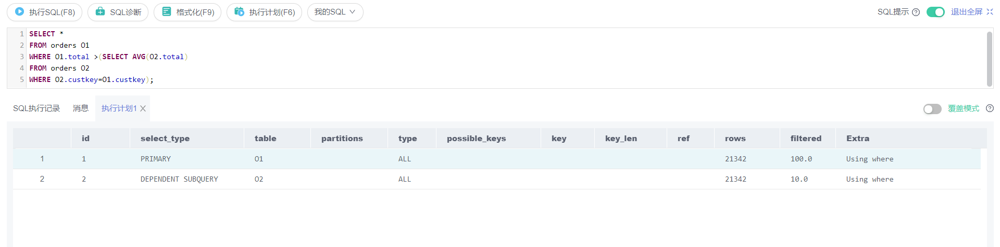 执行SQL(F8) SQL诊断 格式化(F9) 执行计划(F6) 我的SQL SQL提示 退出全屏
1 SELECT *
2 FROM orders O1
3 WHERE O1.total >(SELECT AVG(O2.total)
4 FROM orders O2
5 WHERE O2.custkey=O1.custkey);
SQL执行记录 消息 执行计划1 覆盖模式
id select_type table partitions type possible_keys key key_len ref rows filtered Extra
1 1 PRIMARY O1 ALL 21342 100.0 Using where
2 2 DEPENDENT SUBQUERY O2 ALL 21342 10.0 Using where